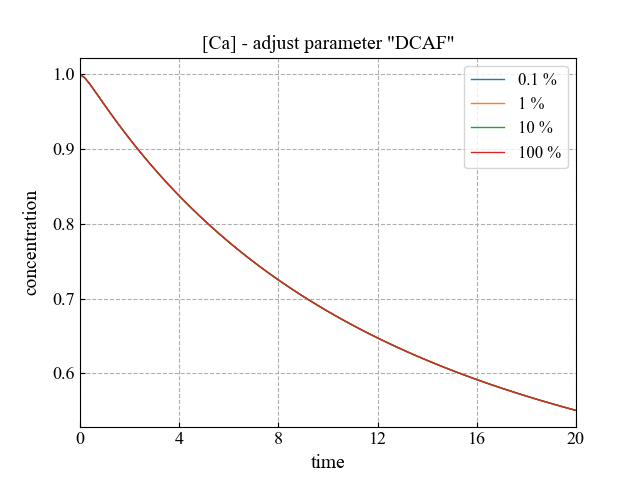 [Ca] - adjust parameter "DCAF"
1.0
0.9
0.8
0.7
0.6
concentration
0.1 %
1 %
10 %
100 %
0 4 8 12 16 20
time